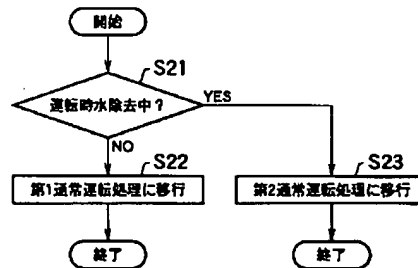 開始
S21
運転時水除去中？
YES
NO
S22
第1通常運転処理に移行
S23
第2通常運転処理に移行
終了
終了